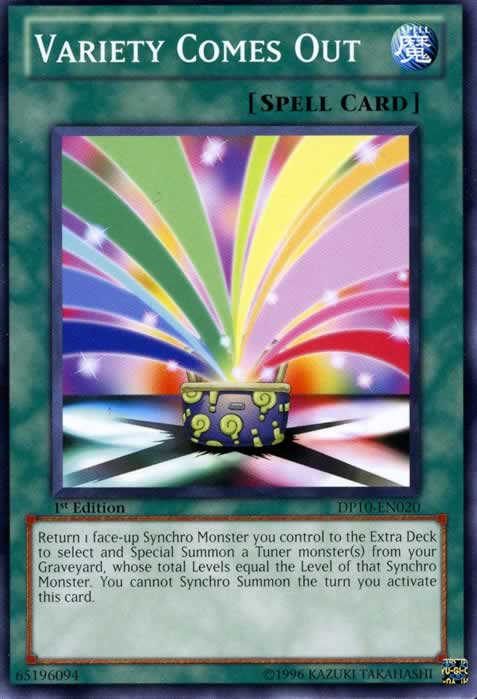 VARIETY COMES OUT
SPELL
魔
[SPELL CARD]
1st Edition
DP10-EN020
Return 1 face-up Synchro Monster you control to the Extra Deck
to select and Special Summon a Tuner monster(s) from your
Graveyard, whose total Levels equal the Level of that Synchro
Monster. You cannot Synchro Summon the turn you activate
this card.
65196094
©1996 KAZUKI TAKAHASHI